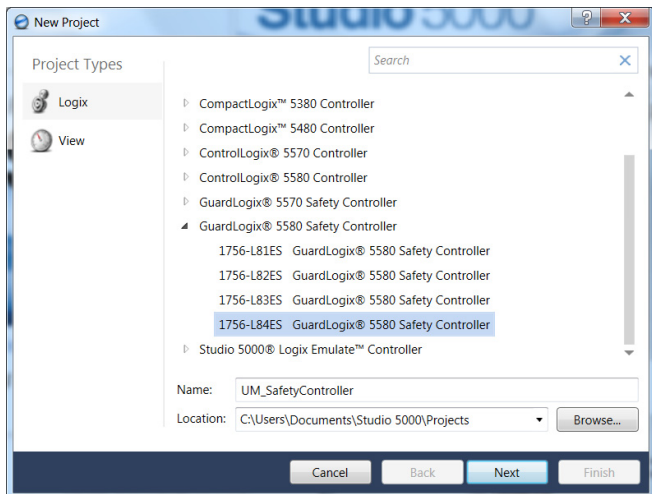 Studio 5000
New Project
Project Types
Search
Logix
View
CompactLogix™ 5380 Controller
CompactLogix™ 5480 Controller
ControlLogix® 5570 Controller
ControlLogix® 5580 Controller
GuardLogix® 5570 Safety Controller
GuardLogix® 5580 Safety Controller
1756-L81ES GuardLogix® 5580 Safety Controller
1756-L82ES GuardLogix® 5580 Safety Controller
1756-L83ES GuardLogix® 5580 Safety Controller
1756-L84ES GuardLogix® 5580 Safety Controller
Studio 5000® Logix Emulate™ Controller
Name: UM_SafetyController
Location: C:\Users\Documents\Studio 5000\Projects Browse...
Cancel Back Next Finish